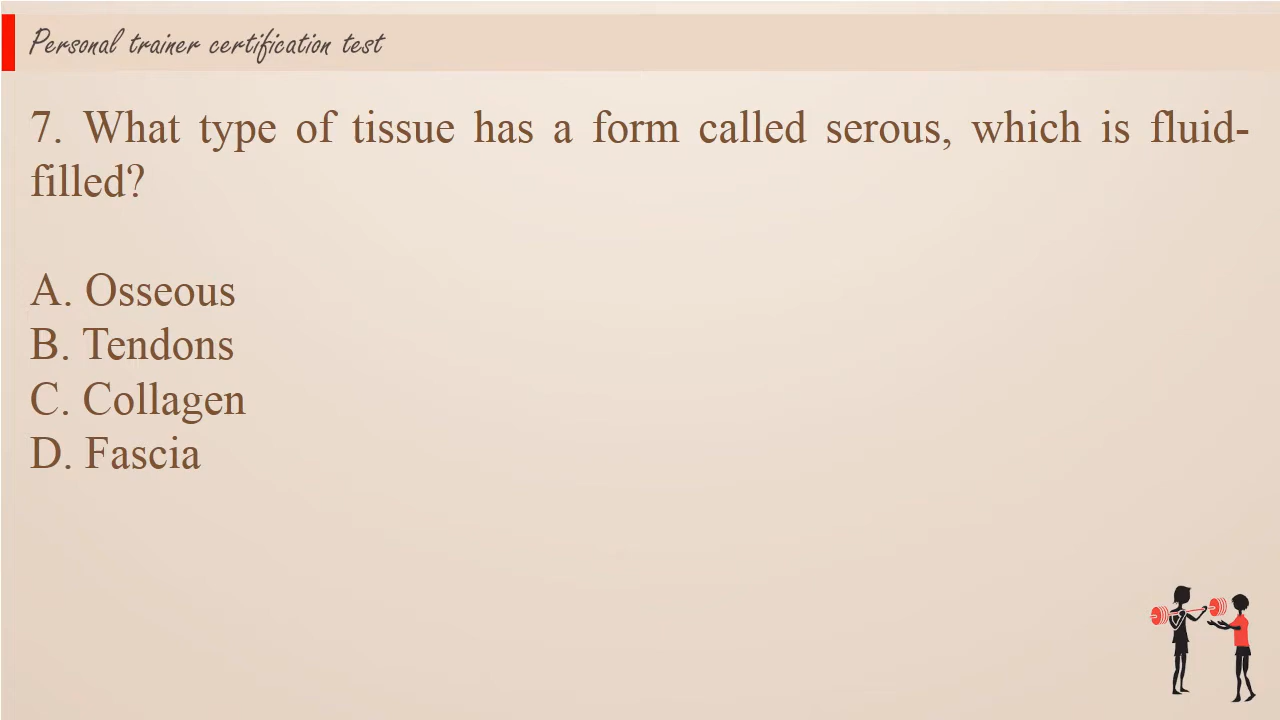 Personal trainer certification test
7. What type of tissue has a form called serous, which is fluid-
filled?
A. Osseous
B. Tendons
C. Collagen
D. Fascia